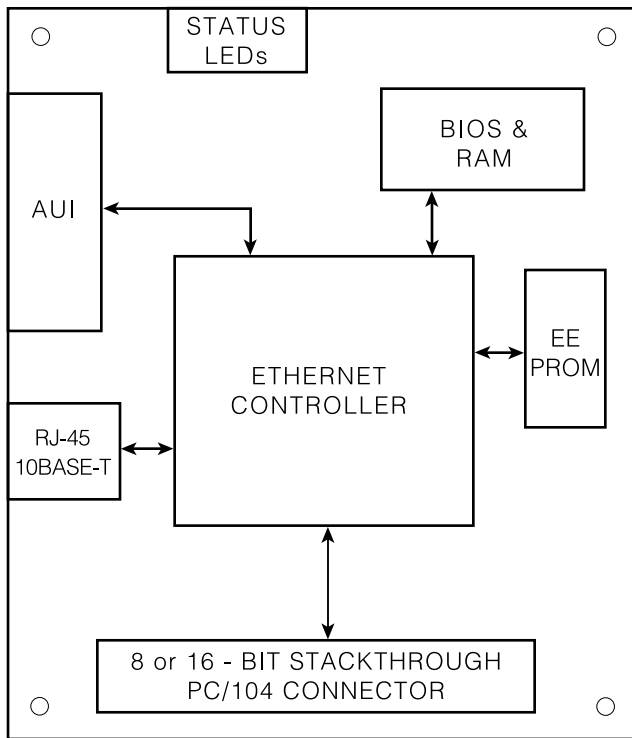 STATUS
LEDs
BIOS &
RAM
AUI
EE
PROM
ETHERNET
CONTROLLER
RJ-45
10BASE-T
8 or 16 - BIT STACKTHROUGH
PC/104 CONNECTOR